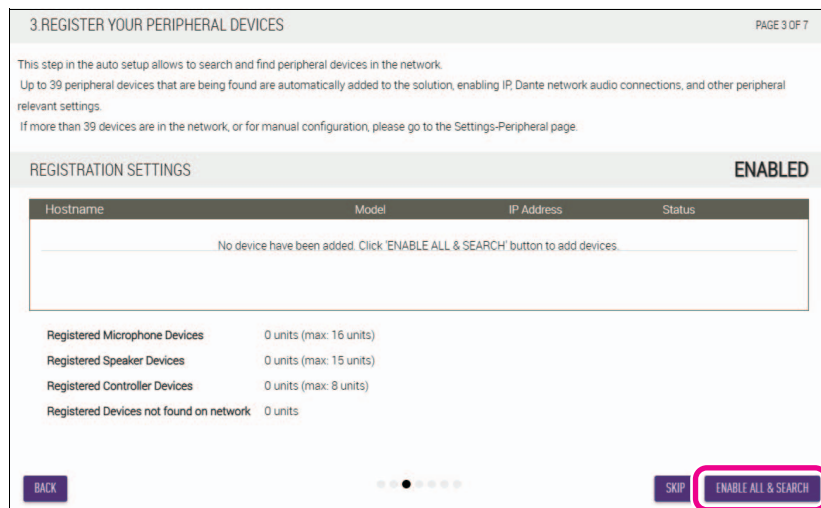 3.REGISTER YOUR PERIPHERAL DEVICES
PAGE 3 OF 7
This step in the auto setup allows to search and find peripheral devices in the network.
Up to 39 peripheral devices that are being found are automatically added to the solution, enabling IP, Dante network audio connections, and other peripheral
relevant settings.
If more than 39 devices are in the network, or for manual configuration, please go to the Settings-Peripheral page.
REGISTRATION SETTINGS
ENABLED
Hostname Model IP Address Status
No device have been added. Click 'ENABLE ALL & SEARCH' button to add devices.
Registered Microphone Devices 0 units (max: 16 units)
Registered Speaker Devices 0 units (max: 15 units)
Registered Controller Devices 0 units (max: 8 units)
Registered Devices not found on network 0 units
BACK
SKIP
ENABLE ALL & SEARCH